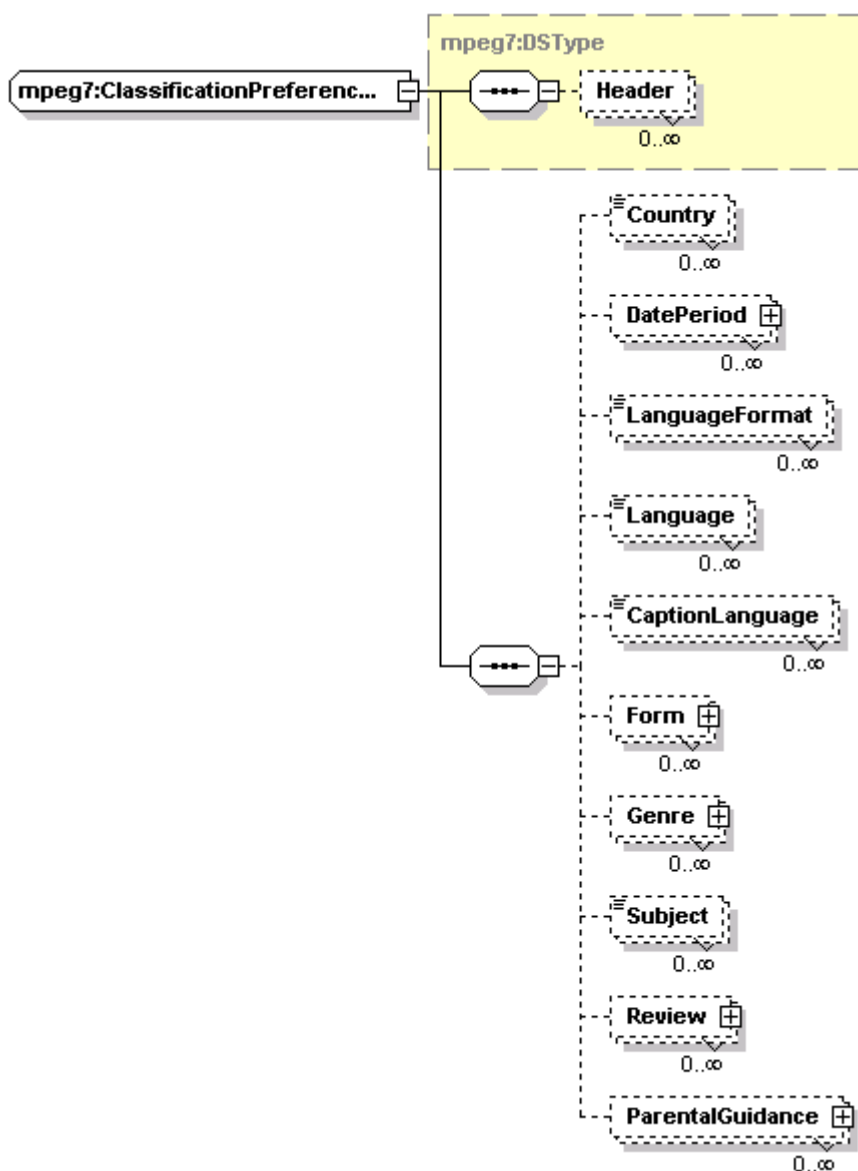 mpeg7:DSType
mpeg7:ClassificationPreferenc...
Header
0..∞
Country
0..∞
DatePeriod
0..∞
LanguageFormat
0..∞
Language
0..∞
CaptionLanguage
0..∞
Form
0..∞
Genre
0..∞
Subject
0..∞
Review
0..∞
ParentalGuidance
0..∞